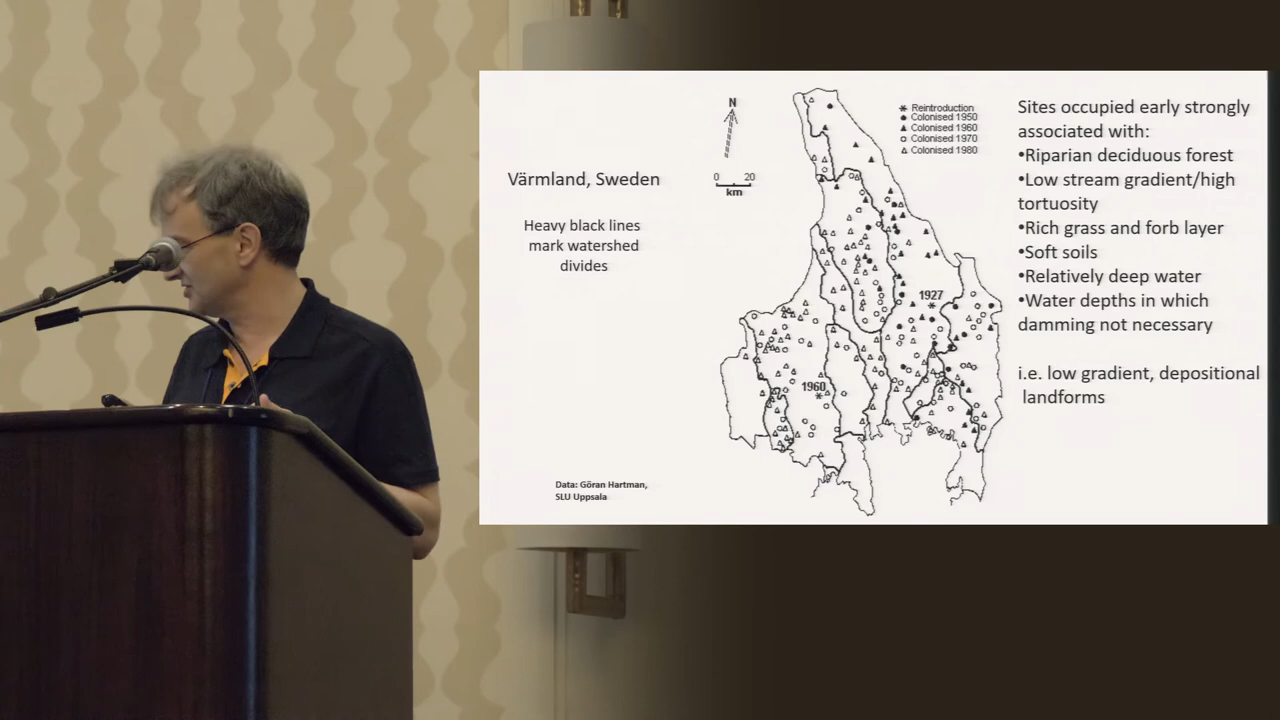 Värmland, Sweden
Heavy black lines
mark watershed
divides
Data: Göran Hartman,
SLU Uppsala
N
0 20
km
Reintroduction
Colonised 1950
Colonised 1960
Colonised 1970
Colonised 1980
1927
1960
Sites occupied early strongly
associated with:
•Riparian deciduous forest
•Low stream gradient/high
tortuosity
•Rich grass and forb layer
•Soft soils
•Relatively deep water
•Water depths in which
damming not necessary
i.e. low gradient, depositional
landforms